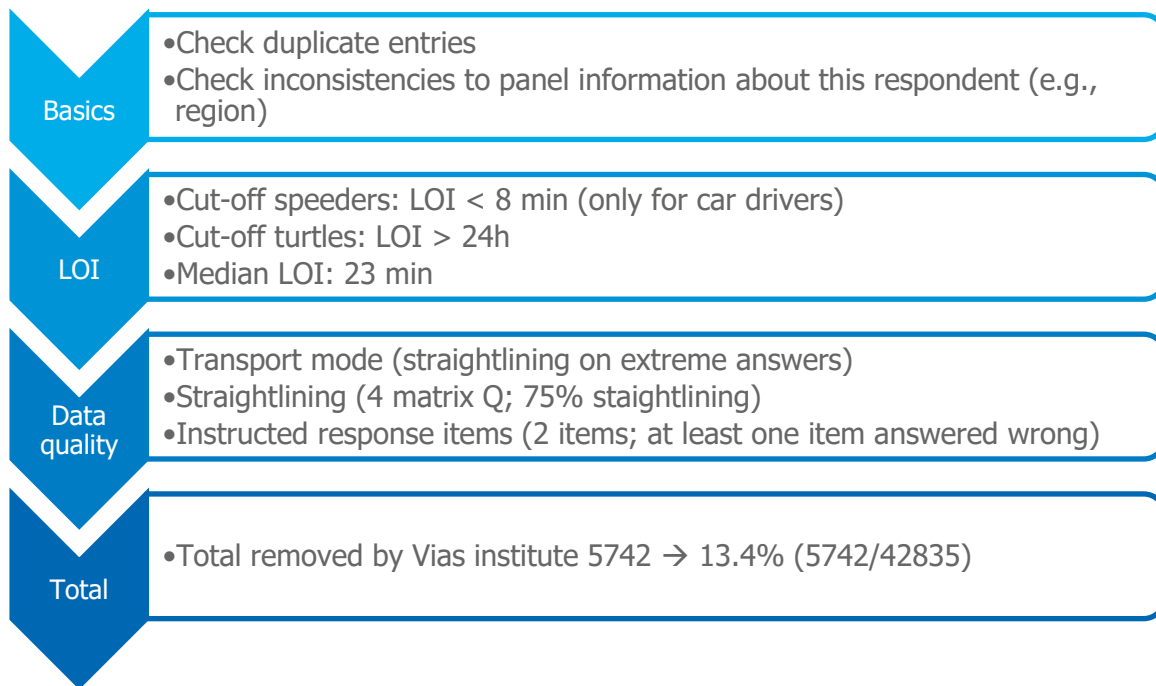 Basics
•Check duplicate entries
•Check inconsistencies to panel information about this respondent (e.g.,
region)
LOI
•Cut-off speeders: LOI < 8 min (only for car drivers)
•Cut-off turtles: LOI > 24h
•Median LOI: 23 min
Data
quality
•Transport mode (straightlining on extreme answers)
•Straightlining (4 matrix Q; 75% staightlining)
•Instructed response items (2 items; at least one item answered wrong)
Total
•Total removed by Vias institute 5742 → 13.4% (5742/42835)